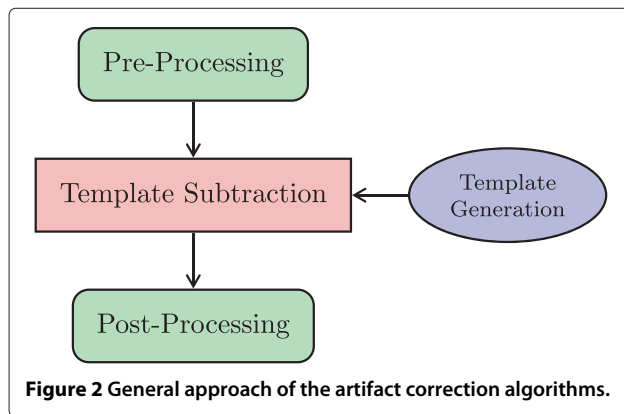 Pre-Processing
Template Subtraction
Template
Generation
Post-Processing
Figure 2 General approach of the artifact correction algorithms.